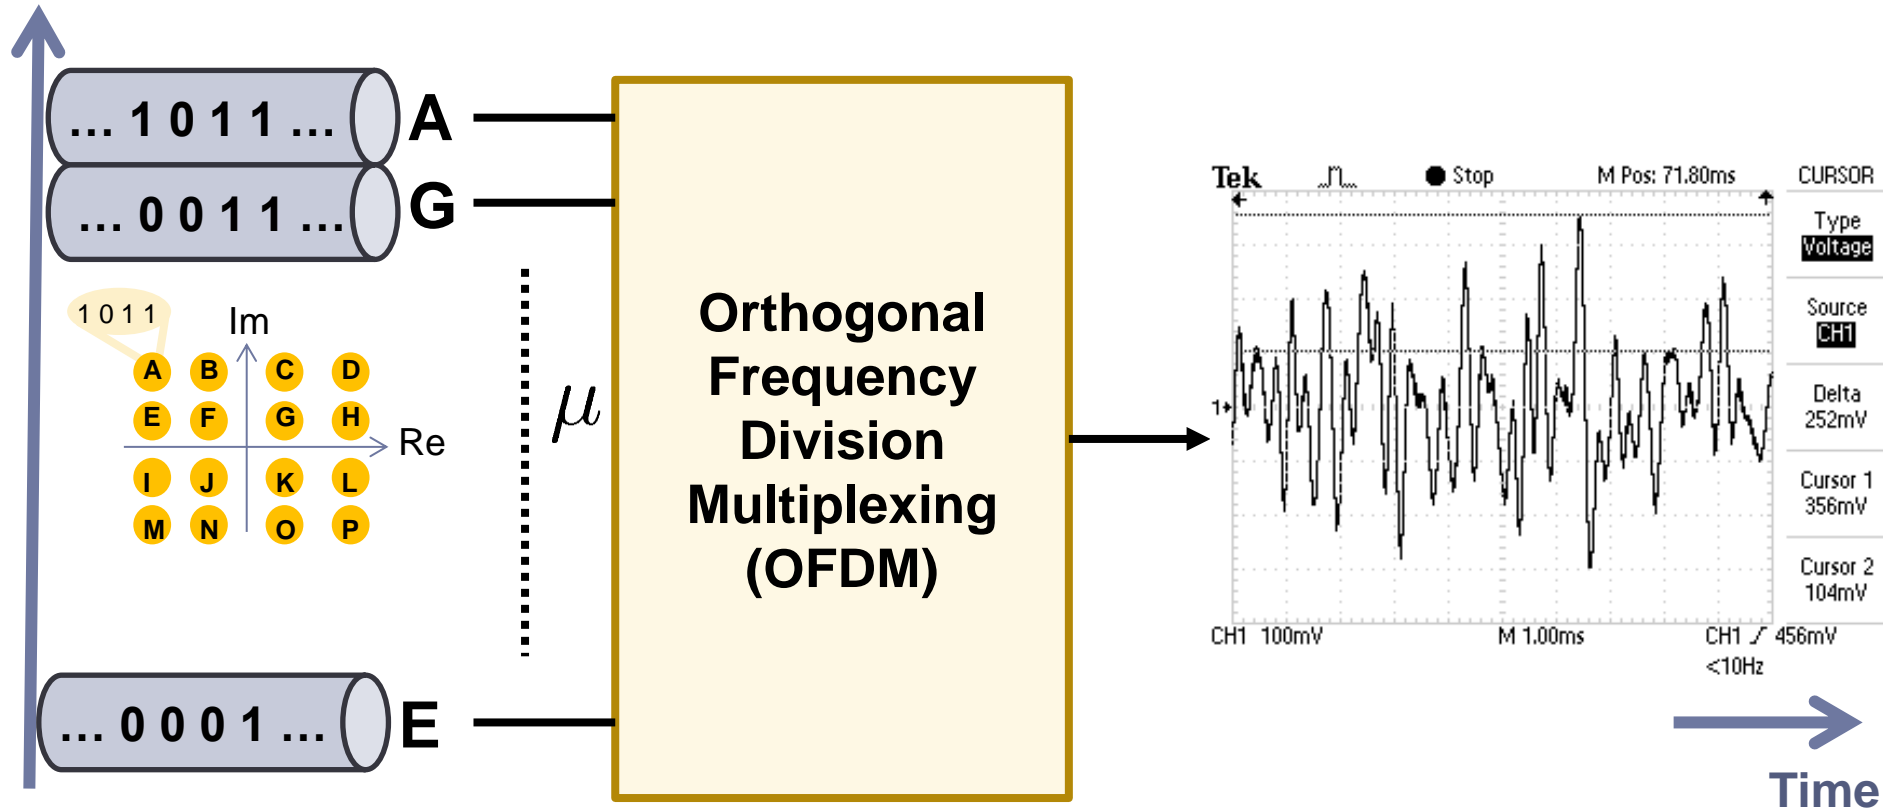 ... 1 0 1 1 ... A
... 0 0 1 1 ... G
1 0 1 1
Im
A B C D
E F G H
Re
I J K L
M N O P
μ
... 0 0 0 1 ... E
Orthogonal
Frequency
Division
Multiplexing
(OFDM)
Tek Stop M Pos: 71.80ms CURSOR
Type
Voltage
Source
CH1
Delta
252mV
Cursor 1
356mV
Cursor 2
104mV
1
CH1 100mV M 1.00ms CH1 456mV
<10Hz
Time